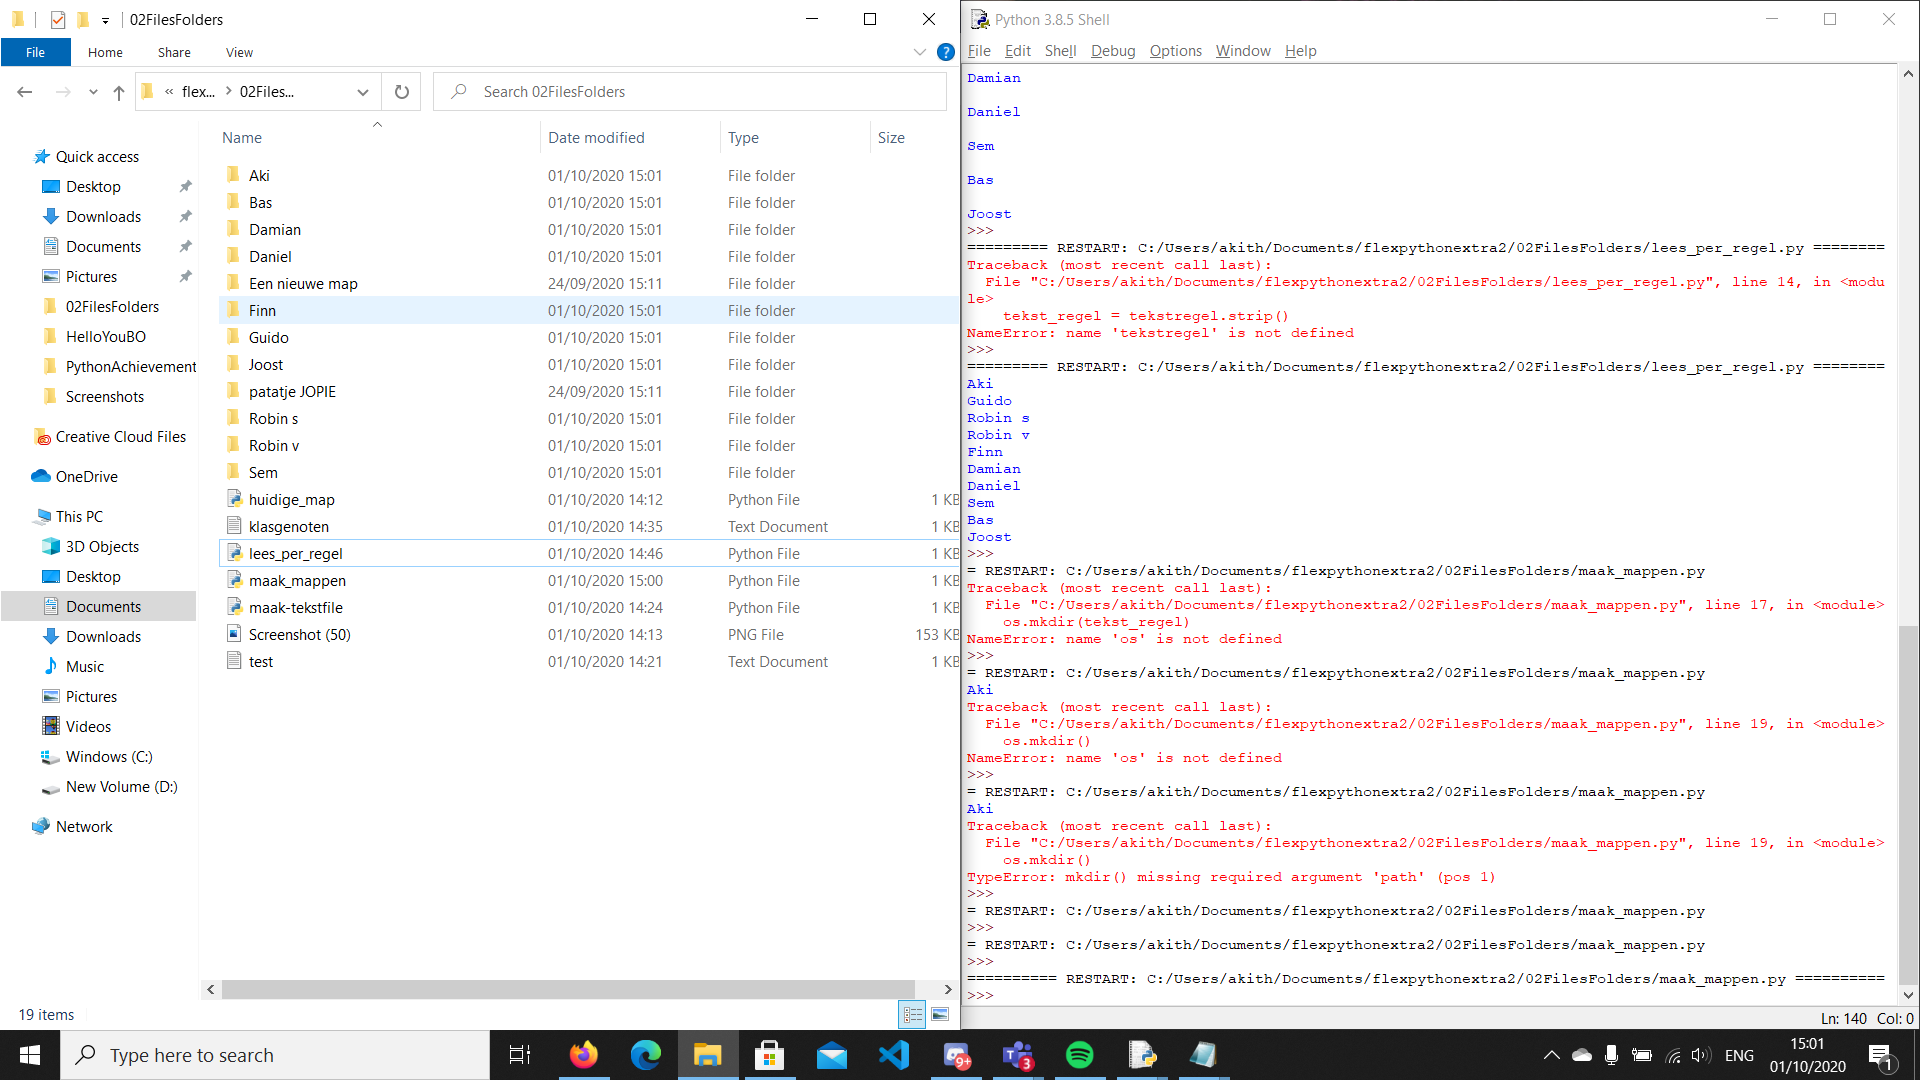 02FilesFolders
File Home Share View
flex... 02Files... Search 02FilesFolders
Name Date modified Type Size
Quick access
Desktop
Downloads
Documents
Pictures
02FilesFolders
HelloYouBO
PythonAchievement
Screenshots
Creative Cloud Files
OneDrive
This PC
3D Objects
Desktop
Documents
Downloads
Music
Pictures
Videos
Windows (C:)
New Volume (D:)
Network
Aki 01/10/2020 15:01 File folder
Bas 01/10/2020 15:01 File folder
Damian 01/10/2020 15:01 File folder
Daniel 01/10/2020 15:01 File folder
Een nieuwe map 24/09/2020 15:11 File folder
Finn 01/10/2020 15:01 File folder
Guido 01/10/2020 15:01 File folder
Joost 01/10/2020 15:01 File folder
patatje JOPIE 24/09/2020 15:11 File folder
Robin s 01/10/2020 15:01 File folder
Robin v 01/10/2020 15:01 File folder
Sem 01/10/2020 15:01 File folder
huidige_map 01/10/2020 14:12 Python File 1 KB
klasgenoten 01/10/2020 14:35 Text Document 1 KB
lees_per_regel 01/10/2020 14:46 Python File 1 KB
maak_mappen 01/10/2020 15:00 Python File 1 KB
maak-tekstfile 01/10/2020 14:24 Python File 1 KB
Screenshot (50) 01/10/2020 14:13 PNG File 153 KB
test 01/10/2020 14:21 Text Document 1 KB
19 items
Python 3.8.5 Shell
File Edit Shell Debug Options Window Help
Damian
Daniel
Sem
Bas
Joost
>>>
========= RESTART: C:/Users/akith/Documents/flexpythonextra2/02FilesFolders/lees_per_regel.py ========
Traceback (most recent call last):
File "C:/Users/akith/Documents/flexpythonextra2/02FilesFolders/lees_per_regel.py", line 14, in <modu
le>
tekst_regel = tekstregel.strip()
NameError: name 'tekstregel' is not defined
>>>
========= RESTART: C:/Users/akith/Documents/flexpythonextra2/02FilesFolders/lees_per_regel.py ========
Aki
Guido
Robin s
Robin v
Finn
Damian
Daniel
Sem
Bas
Joost
>>>
= RESTART: C:/Users/akith/Documents/flexpythonextra2/02FilesFolders/maak_mappen.py
Traceback (most recent call last):
File "C:/Users/akith/Documents/flexpythonextra2/02FilesFolders/maak_mappen.py", line 17, in <module>
os.mkdir(tekst_regel)
NameError: name 'os' is not defined
>>>
= RESTART: C:/Users/akith/Documents/flexpythonextra2/02FilesFolders/maak_mappen.py
Aki
Traceback (most recent call last):
File "C:/Users/akith/Documents/flexpythonextra2/02FilesFolders/maak_mappen.py", line 19, in <module>
os.mkdir()
NameError: name 'os' is not defined
>>>
= RESTART: C:/Users/akith/Documents/flexpythonextra2/02FilesFolders/maak_mappen.py
Aki
Traceback (most recent call last):
File "C:/Users/akith/Documents/flexpythonextra2/02FilesFolders/maak_mappen.py", line 19, in <module>
os.mkdir()
TypeError: mkdir() missing required argument 'path' (pos 1)
>>>
= RESTART: C:/Users/akith/Documents/flexpythonextra2/02FilesFolders/maak_mappen.py
>>>
= RESTART: C:/Users/akith/Documents/flexpythonextra2/02FilesFolders/maak_mappen.py
>>>
========== RESTART: C:/Users/akith/Documents/flexpythonextra2/02FilesFolders/maak_mappen.py ==========
>>>
Ln: 140 Col: 0
Type here to search
9+
3
ENG
15:01
01/10/2020
1